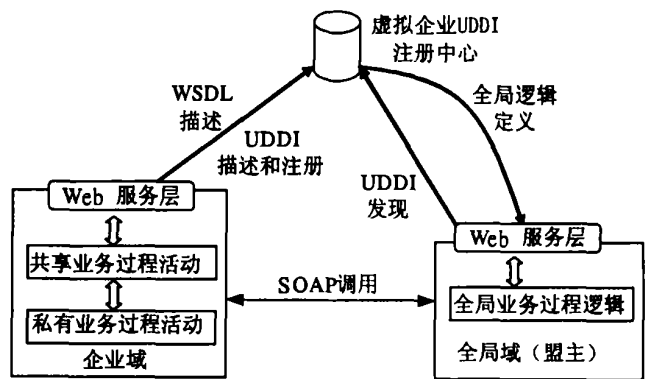 虚拟企业UDDI
注册中心
WSDL
描述
UDDI
描述和注册
全局逻辑
定义
UDDI
发现
Web 服务层
共享业务过程活动
私有业务过程活动
企业域
SOAP调用
Web 服务层
全局业务过程逻辑
全局域（盟主）